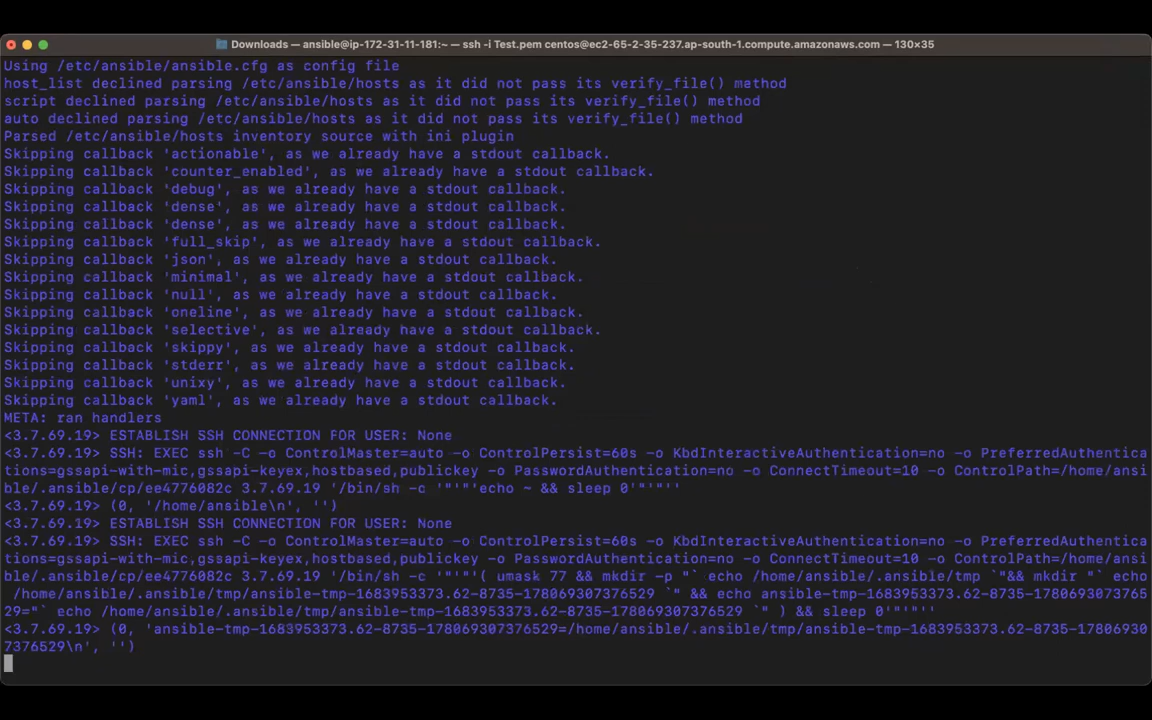 Downloads — ansible@ip-172-31-11-181:~ — ssh -i Test.pem centos@ec2-65-2-35-237.ap-south-1.compute.amazonaws.com — 130×35
Using /etc/ansible/ansible.cfg as config file
host_list declined parsing /etc/ansible/hosts as it did not pass its verify_file() method
script declined parsing /etc/ansible/hosts as it did not pass its verify_file() method
auto declined parsing /etc/ansible/hosts as it did not pass its verify_file() method
Parsed /etc/ansible/hosts inventory source with ini plugin
Skipping callback 'actionable', as we already have a stdout callback.
Skipping callback 'counter_enabled', as we already have a stdout callback.
Skipping callback 'debug', as we already have a stdout callback.
Skipping callback 'dense', as we already have a stdout callback.
Skipping callback 'dense', as we already have a stdout callback.
Skipping callback 'full_skip', as we already have a stdout callback.
Skipping callback 'json', as we already have a stdout callback.
Skipping callback 'minimal', as we already have a stdout callback.
Skipping callback 'null', as we already have a stdout callback.
Skipping callback 'oneline', as we already have a stdout callback.
Skipping callback 'selective', as we already have a stdout callback.
Skipping callback 'skippy', as we already have a stdout callback.
Skipping callback 'stderr', as we already have a stdout callback.
Skipping callback 'unixy', as we already have a stdout callback.
Skipping callback 'yaml', as we already have a stdout callback.
META: ran handlers
<3.7.69.19> ESTABLISH SSH CONNECTION FOR USER: None
<3.7.69.19> SSH: EXEC ssh -C -o ControlMaster=auto -o ControlPersist=60s -o KbdInteractiveAuthentication=no -o PreferredAuthentica
tions=gssapi-with-mic,gssapi-keyex,hostbased,publickey -o PasswordAuthentication=no -o ConnectTimeout=10 -o ControlPath=/home/ansi
ble/.ansible/cp/ee4776082c 3.7.69.19 '/bin/sh -c '"'"'echo ~ && sleep 0'"'"''
<3.7.69.19> (0, '/home/ansible\n', '')
<3.7.69.19> ESTABLISH SSH CONNECTION FOR USER: None
<3.7.69.19> SSH: EXEC ssh -C -o ControlMaster=auto -o ControlPersist=60s -o KbdInteractiveAuthentication=no -o PreferredAuthentica
tions=gssapi-with-mic,gssapi-keyex,hostbased,publickey -o PasswordAuthentication=no -o ConnectTimeout=10 -o ControlPath=/home/ansi
ble/.ansible/cp/ee4776082c 3.7.69.19 '/bin/sh -c '"'"'( umask 77 && mkdir -p "` echo /home/ansible/.ansible/tmp `"&& mkdir "` echo
/home/ansible/.ansible/tmp/ansible-tmp-1683953373.62-8735-178069307376529 `" && echo ansible-tmp-1683953373.62-8735-1780693073765
29="` echo /home/ansible/.ansible/tmp/ansible-tmp-1683953373.62-8735-178069307376529 `" ) && sleep 0'"'"''
<3.7.69.19> (0, 'ansible-tmp-1683953373.62-8735-178069307376529=/home/ansible/.ansible/tmp/ansible-tmp-1683953373.62-8735-17806930
7376529\n', '')